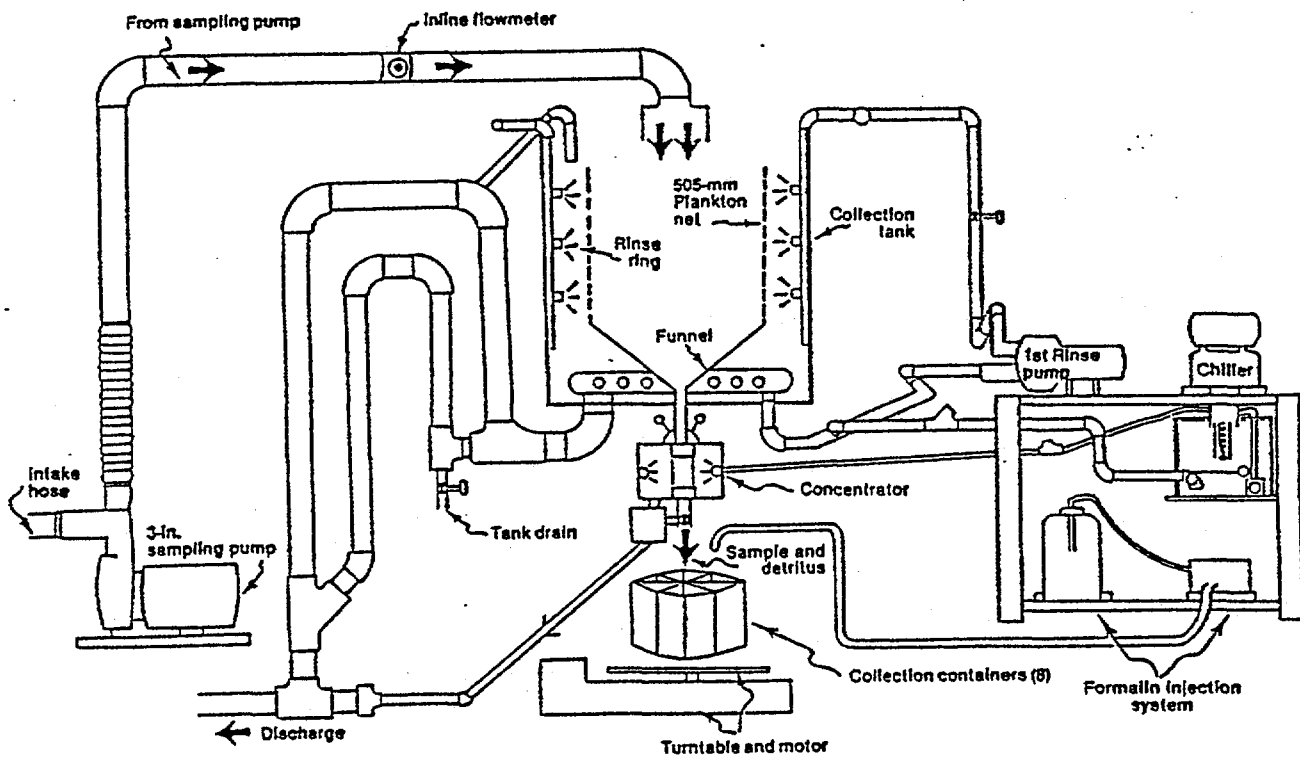 From sampling pump
Inline flowmeter
505-mm
Plankton
net
Collection
tank
Rinse
ring
Funnel
1st Rinse
pump
Chiller
Intake
hose
3-in.
sampling pump
Tank drain
Concentrator
Sample and
detritus
Collection containers (8)
Formalin injection
system
Discharge
Turntable and motor